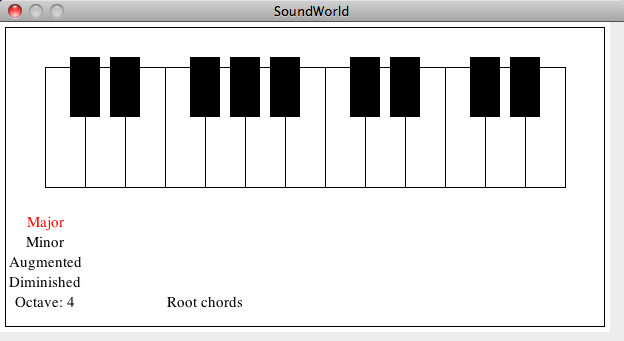 SoundWorld
Major
Minor
Augmented
Diminished
Octave: 4 Root chords